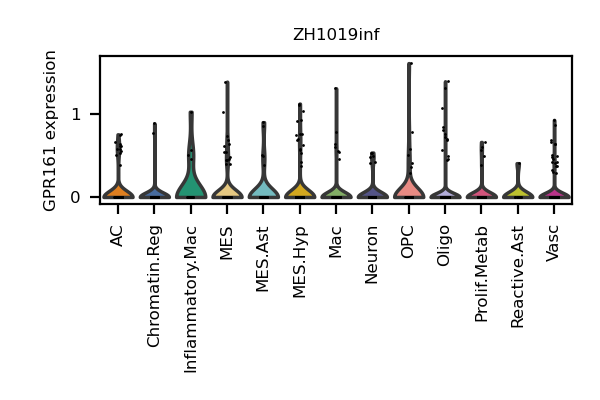 ZH1019inf
GPR161 expression
1
0
AC
Chromatin.Reg
Inflammatory.Mac
MES
MES.Ast
MES.Hyp
Mac
Neuron
OPC
Oligo
Prolif.Metab
Reactive.Ast
Vasc